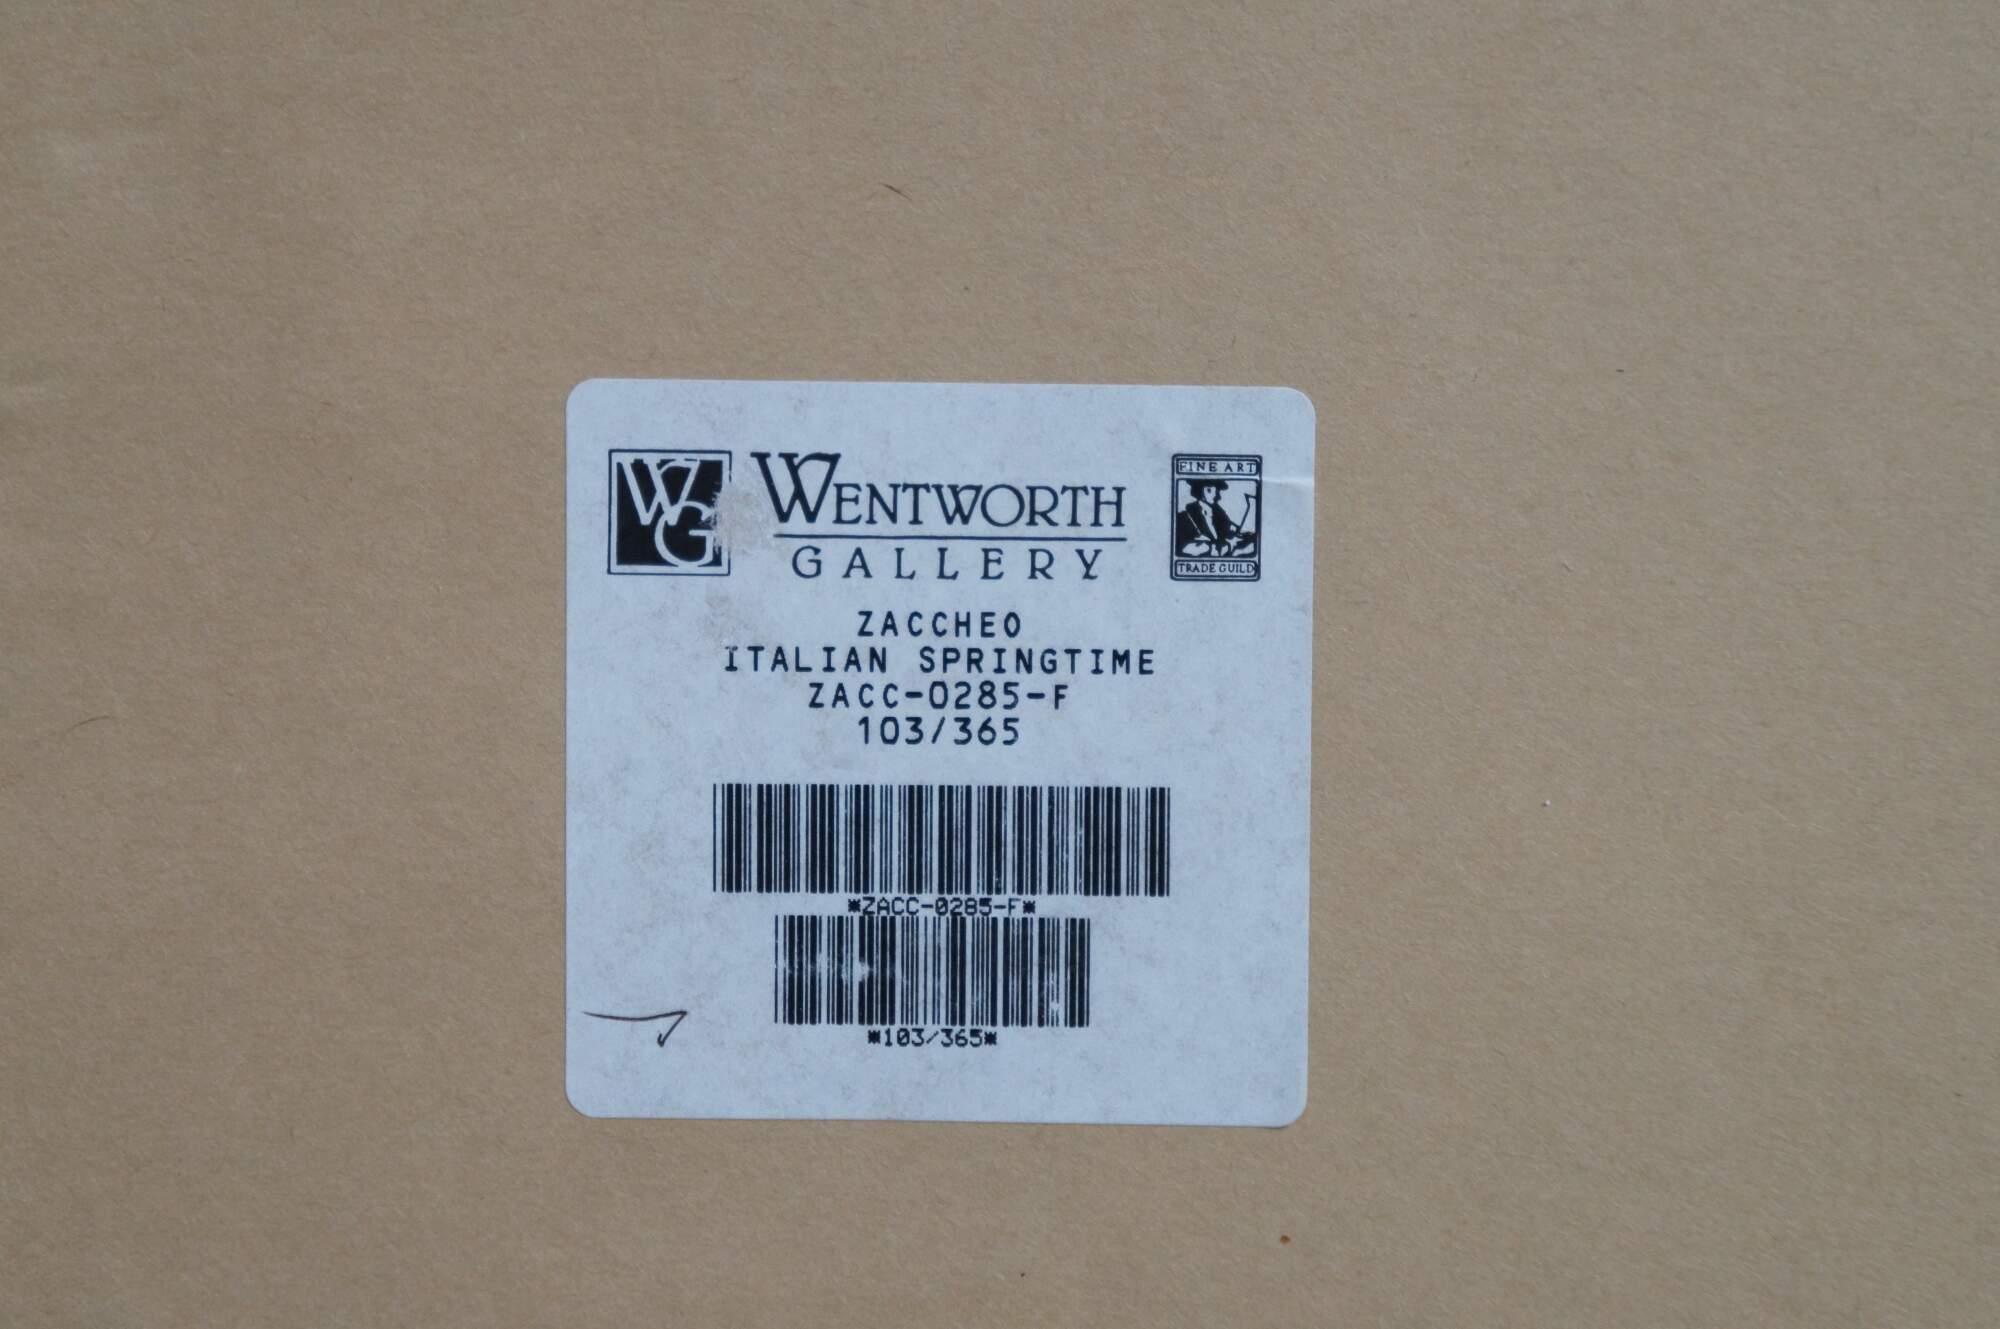 WG
WENTWORTH
GALLERY
FINE ART
TRADE GUILD
ZACCHEO
ITALIAN SPRINGTIME
ZACC-0285-F
103/365
*ZACC-0285-F*
*103/365*